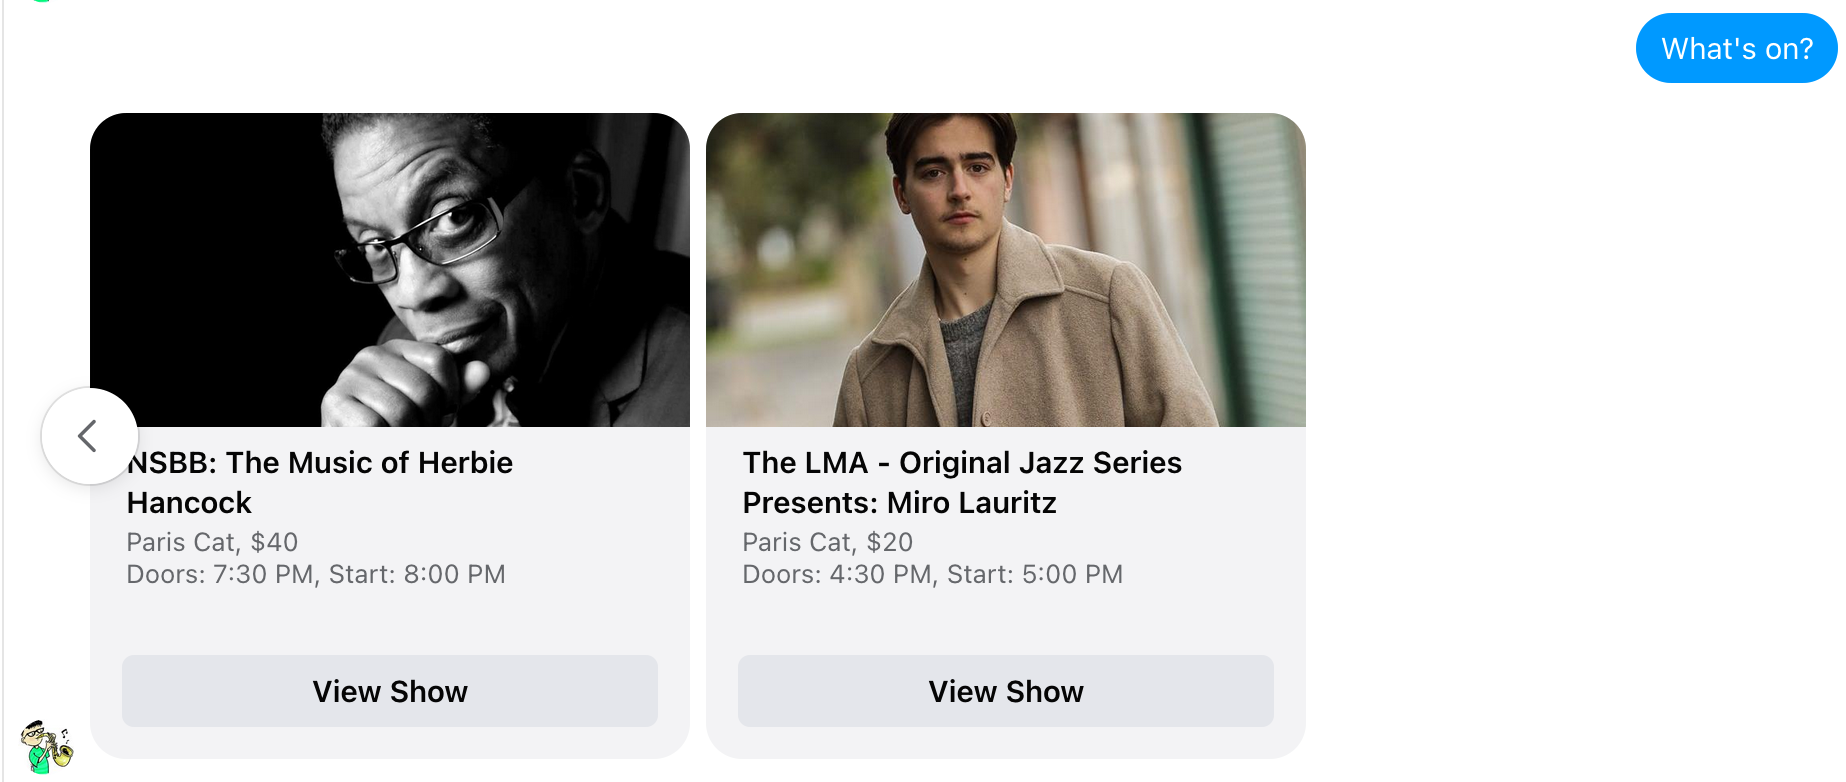 What's on?
NSBB: The Music of Herbie
Hancock
Paris Cat, $40
Doors: 7:30 PM, Start: 8:00 PM
View Show
The LMA - Original Jazz Series
Presents: Miro Lauritz
Paris Cat, $20
Doors: 4:30 PM, Start: 5:00 PM
View Show